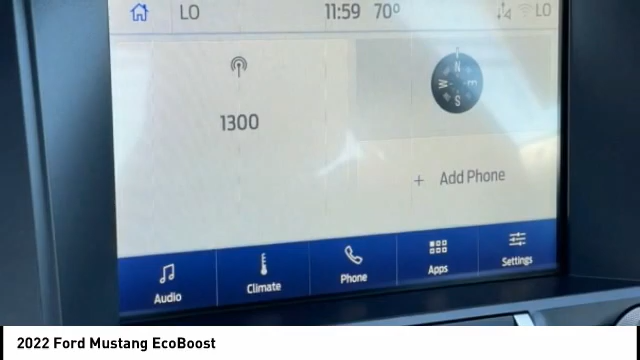 LO 11:59 70° LO
N
W E
S
1300
+ Add Phone
Audio Climate Phone Apps Settings
2022 Ford Mustang EcoBoost